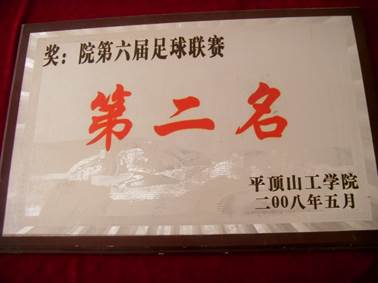 奖：院第六届足球联赛
第二名
平顶山工学院
二00八年五月